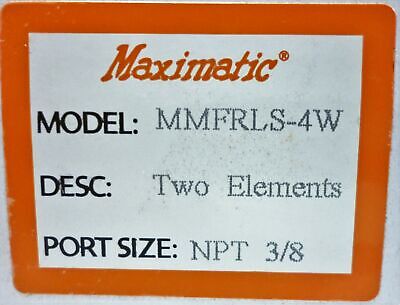 Maximatic®
MODEL: MMFRLS-4W
DESC: Two Elements
PORT SIZE: NPT 3/8